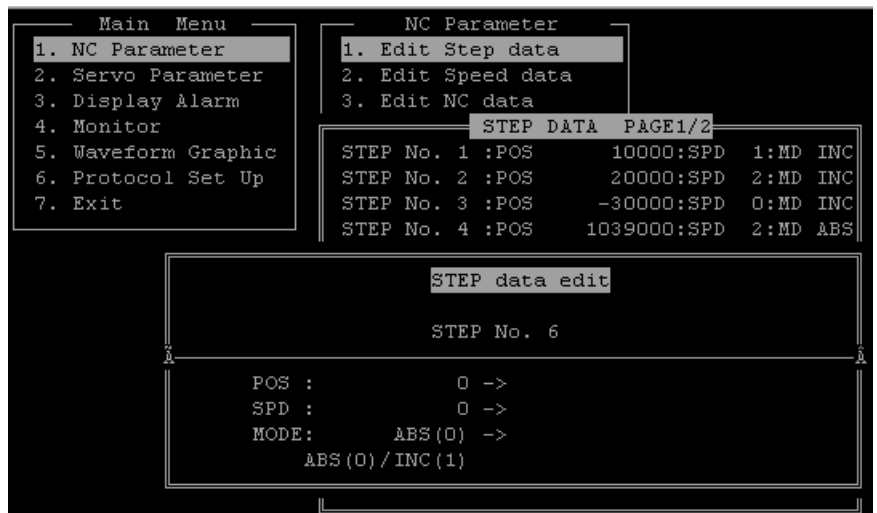 Main Menu
1. NC Parameter
2. Servo Parameter
3. Display Alarm
4. Monitor
5. Waveform Graphic
6. Protocol Set Up
7. Exit
NC Parameter
1. Edit Step data
2. Edit Speed data
3. Edit NC data
STEP DATA PAGE1/2
STEP No. 1 :POS 10000:SPD 1:MD INC
STEP No. 2 :POS 20000:SPD 2:MD INC
STEP No. 3 :POS -30000:SPD 0:MD INC
STEP No. 4 :POS 1039000:SPD 2:MD ABS
STEP data edit
STEP No. 6
POS : 0 ->
SPD : 0 ->
MODE: ABS(0) ->
ABS(0)/INC(1)